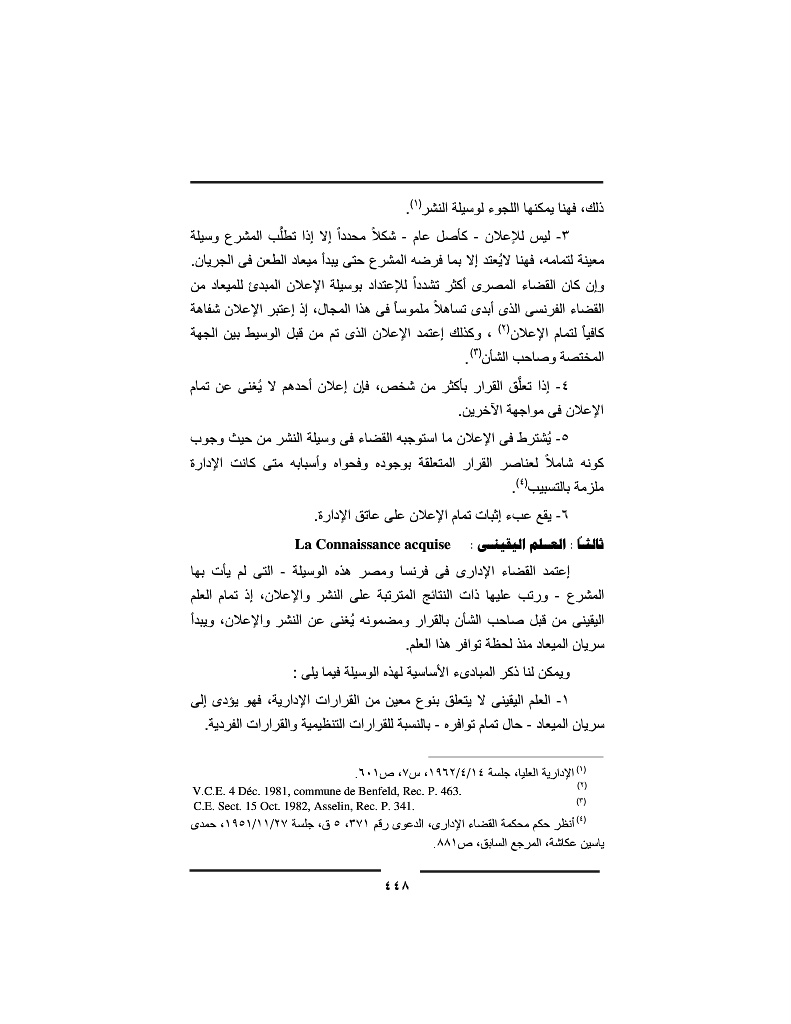 ذلك، فهنا يمكنها اللجوء لوسيلة النشر(١).
٣- ليس للإعلان - كأصل عام - شكلاً محدداً إلا إذا تطلَّب المشرع وسيلة
معينة لتمامه، فهنا لايُعتد إلا بما فرضه المشرع حتى يبدأ ميعاد الطعن فى الجريان.
وإن كان القضاء المصرى أكثر تشدداً للإعتداد بوسيلة الإعلان المبدئ للميعاد من
القضاء الفرنسى الذى أبدى تساهلاً ملموساً فى هذا المجال، إذ إعتبر الإعلان شفاهة
كافياً لتمام الإعلان(٢) ، وكذلك إعتمد الإعلان الذى تم من قبل الوسيط بين الجهة
المختصة وصاحب الشأن(٣).
٤- إذا تعلَّق القرار بأكثر من شخص، فإن إعلان أحدهم لا يُغنى عن تمام
الإعلان فى مواجهة الآخرين.
٥- يُشترط فى الإعلان ما استوجبه القضاء فى وسيلة النشر من حيث وجوب
كونه شاملاً لعناصر القرار المتعلقة بوجوده وفحواه وأسبابه متى كانت الإدارة
ملزمة بالتسبيب(٤).
٦- يقع عبء إثبات تمام الإعلان على عاتق الإدارة.
ثالثـاً : العـلم اليقينـى : La Connaissance acquise
إعتمد القضاء الإدارى فى فرنسا ومصر هذه الوسيلة - التى لم يأت بها
المشرع - ورتب عليها ذات النتائج المترتبة على النشر والإعلان، إذ تمام العلم
اليقينى من قبل صاحب الشأن بالقرار ومضمونه يُغنى عن النشر والإعلان، ويبدأ
سريان الميعاد منذ لحظة توافر هذا العلم.
ويمكن لنا ذكر المبادىء الأساسية لهذه الوسيلة فيما يلى :
١- العلم اليقينى لا يتعلق بنوع معين من القرارات الإدارية، فهو يؤدى إلى
سريان الميعاد - حال تمام توافره - بالنسبة للقرارات التنظيمية والقرارات الفردية.
(١) الإدارية العليا، جلسة ١٩٦٢/٤/١٤، س٧، ص٦٠١.
(٢) V.C.E. 4 Déc. 1981, commune de Benfeld, Rec. P. 463.
(٣) C.E. Sect. 15 Oct. 1982, Asselin, Rec. P. 341.
(٤) أنظر حكم محكمة القضاء الإدارى، الدعوى رقم ٣٧١، ٥ ق، جلسة ١٩٥١/١١/٢٧، حمدى
ياسين عكاشة، المرجع السابق، ص٨٨١.
٤٤٨